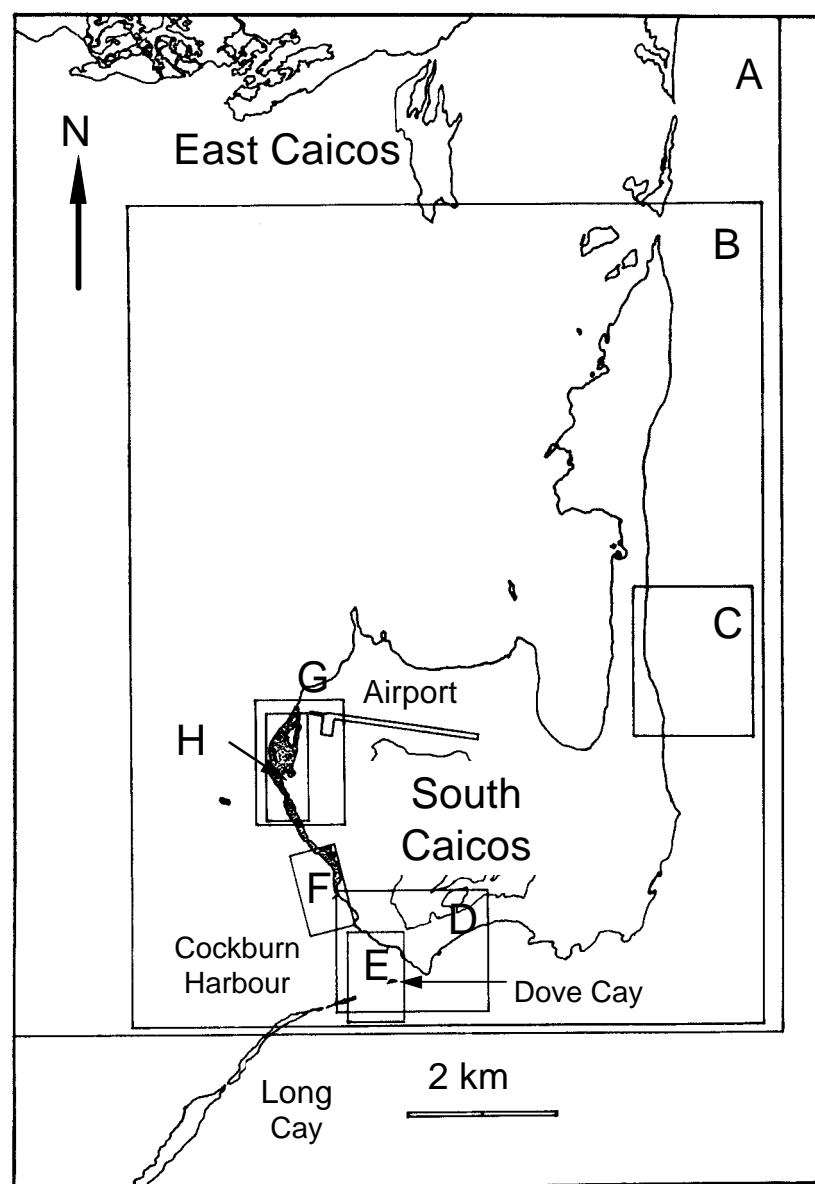 A
N
East Caicos
B
C
G
Airport
H
South
Caicos
F
D
Cockburn
Harbour
E
Dove Cay
2 km
Long
Cay